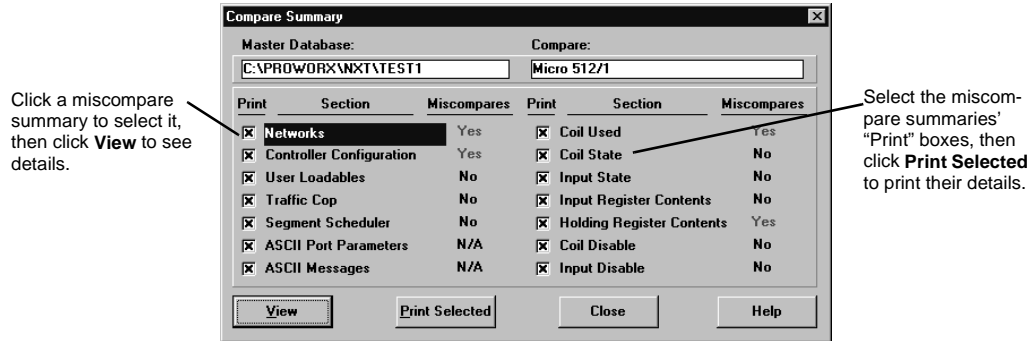 Compare Summary
Master Database:
Compare:
C:\PROWORX\NXT\TEST1
Micro 512/1
Click a miscompare
summary to select it,
then click View to see
details.
Print Section Miscompares Print Section Miscompares
Networks Yes Coil Used Yes
Controller Configuration Yes Coil State No
User Loadables No Input State No
Traffic Cop No Input Register Contents No
Segment Scheduler No Holding Register Contents Yes
ASCII Port Parameters N/A Coil Disable No
ASCII Messages N/A Input Disable No
Select the miscom-
pare summaries’
“Print” boxes, then
click Print Selected
to print their details.
View Print Selected Close Help